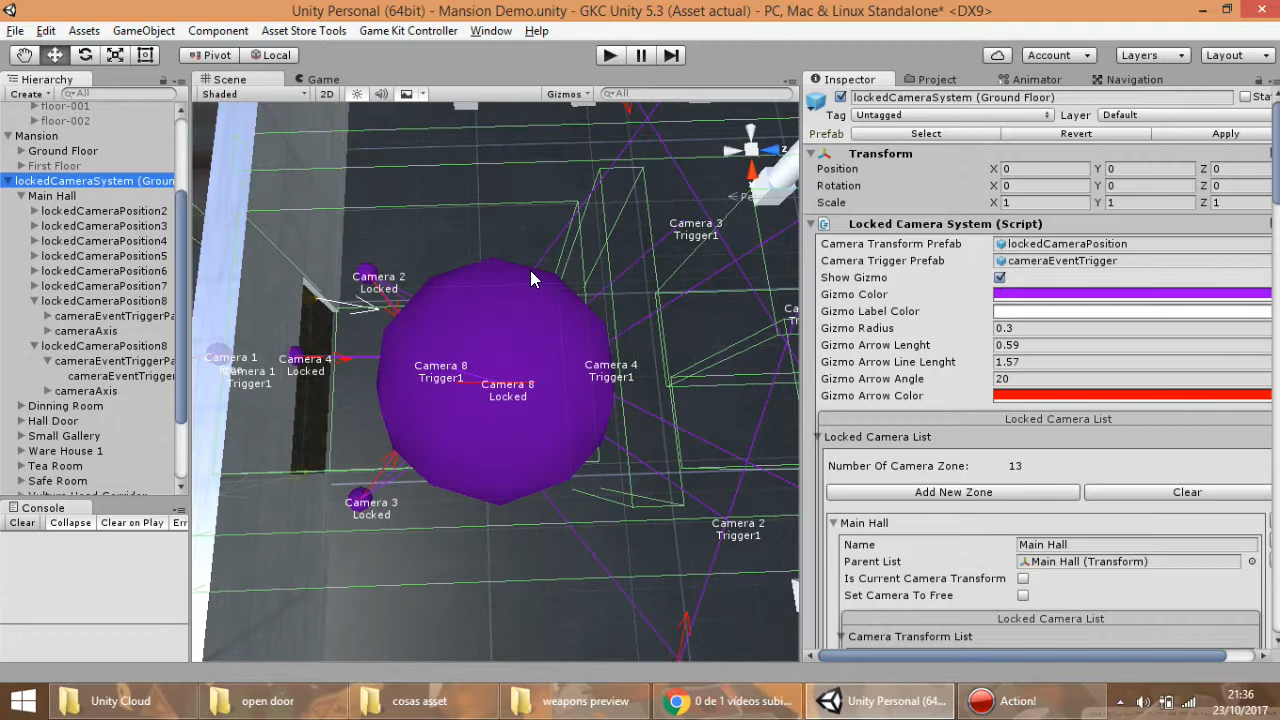 Unity Personal (64bit) - Mansion Demo.unity - GKC Unity 5.3 (Asset actual) - PC, Mac & Linux Standalone* <DX9>
File Edit Assets GameObject Component Asset Store Tools Game Kit Controller Window Help
Pivot Local Account Layers Layout
Hierarchy
Create All
floor-001
floor-002
Mansion
Ground Floor
First Floor
lockedCameraSystem (Groun
Main Hall
lockedCameraPosition2
lockedCameraPosition3
lockedCameraPosition4
lockedCameraPosition5
lockedCameraPosition6
lockedCameraPosition7
lockedCameraPosition8
cameraEventTriggerPa
cameraAxis
lockedCameraPosition8
cameraEventTriggerPa
cameraEventTrigger
cameraAxis
Dinning Room
Hall Door
Small Gallery
Ware House 1
Tea Room
Safe Room
Console
Clear Collapse Clear on Play Err
Scene Game
Shaded 2D Gizmos All
z
Camera 3
Trigger1
Camera 2
Locked
Camera 1
Camera 1
Trigger1
Camera 4
Locked
Camera 8
Trigger1
Camera 8
Locked
Camera 4
Trigger1
Camera 3
Locked
Camera 2
Trigger1
Inspector Project Animator Navigation
lockedCameraSystem (Ground Floor) Sta
Tag Untagged Layer Default
Prefab Select Revert Apply
Transform
Position X 0 Y 0 Z 0
Rotation X 0 Y 0 Z 0
Scale X 1 Y 1 Z 1
Locked Camera System (Script)
Camera Transform Prefab lockedCameraPosition
Camera Trigger Prefab cameraEventTrigger
Show Gizmo
Gizmo Color
Gizmo Label Color
Gizmo Radius 0.3
Gizmo Arrow Lenght 0.59
Gizmo Arrow Line Lenght 1.57
Gizmo Arrow Angle 20
Gizmo Arrow Color
Locked Camera List
Locked Camera List
Number Of Camera Zone: 13
Add New Zone Clear
Main Hall
Name Main Hall
Parent List Main Hall (Transform)
Is Current Camera Transform
Set Camera To Free
Locked Camera List
Camera Transform List
Unity Cloud open door cosas asset weapons preview 0 de 1 vídeos subi... Unity Personal (64... Action!
21:36
23/10/2017